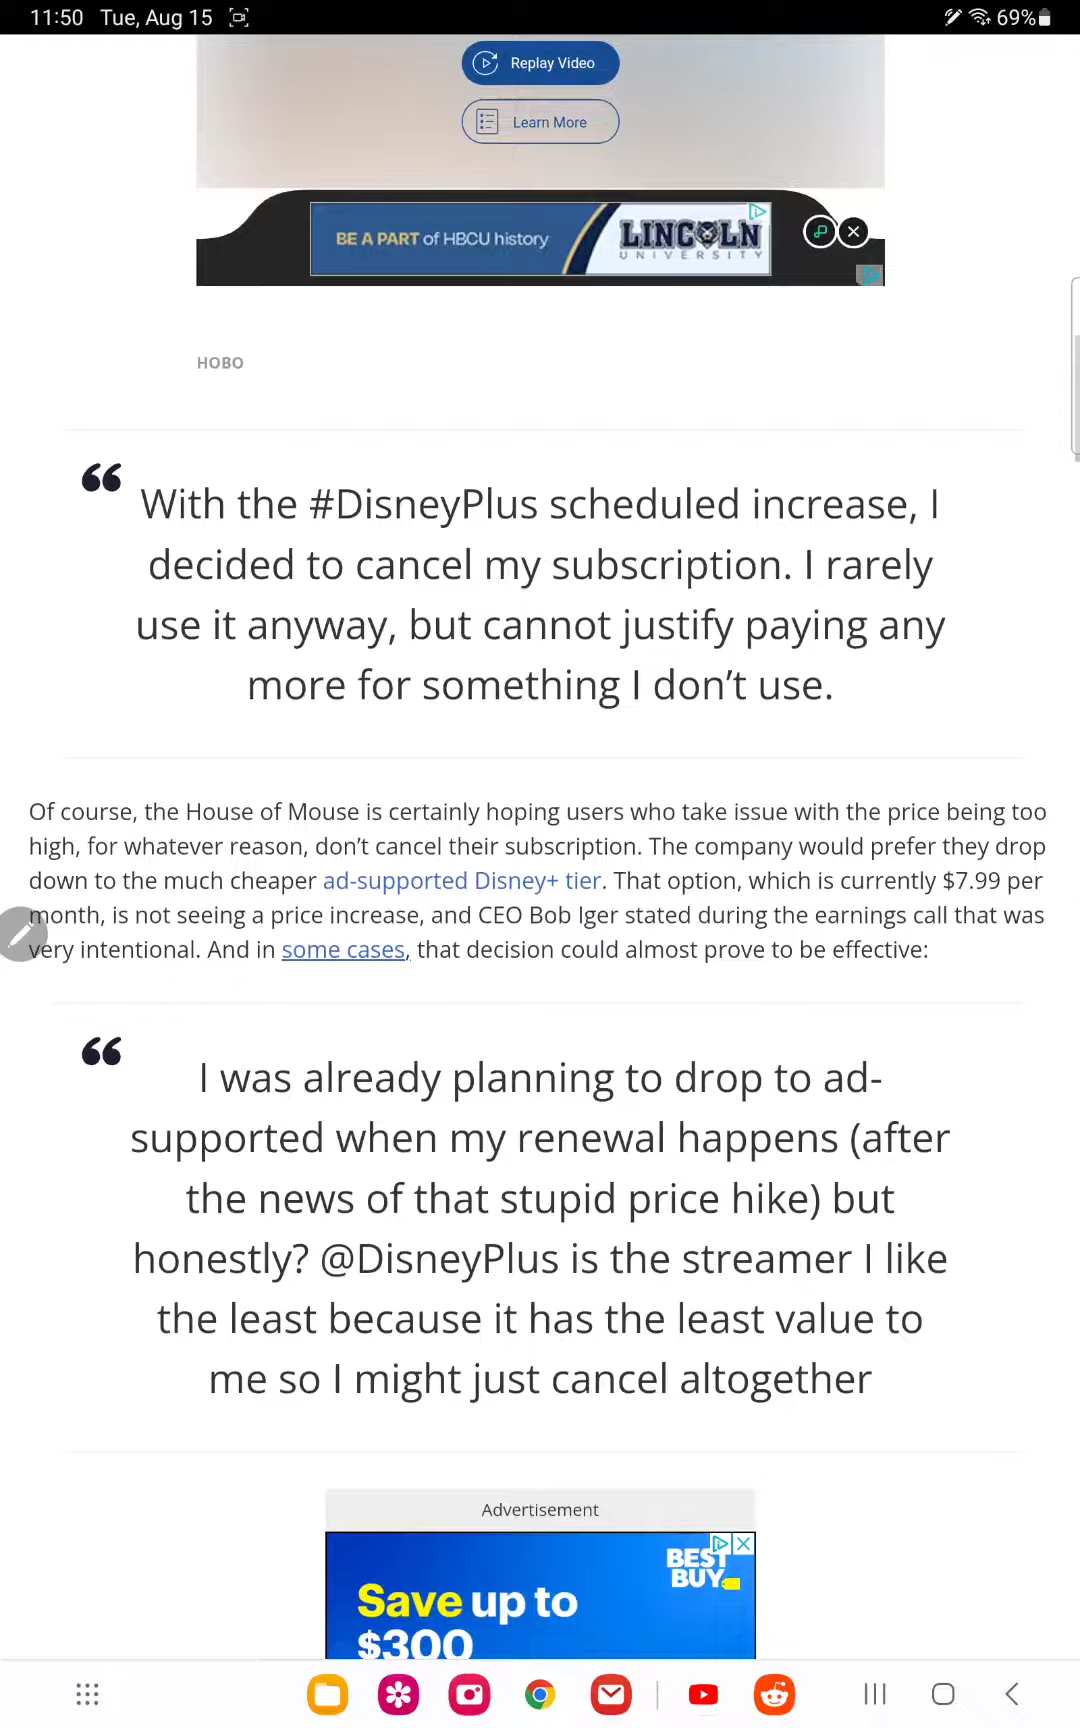 11:50 Tue, Aug 15 69%
Replay Video
Learn More
BE A PART of HBCU history LINCOLN
UNIVERSITY
HOBO
“ With the #DisneyPlus scheduled increase, I
decided to cancel my subscription. I rarely
use it anyway, but cannot justify paying any
more for something I don’t use.
Of course, the House of Mouse is certainly hoping users who take issue with the price being too
high, for whatever reason, don’t cancel their subscription. The company would prefer they drop
down to the much cheaper ad-supported Disney+ tier. That option, which is currently $7.99 per
month, is not seeing a price increase, and CEO Bob Iger stated during the earnings call that was
very intentional. And in some cases, that decision could almost prove to be effective:
“ I was already planning to drop to ad-
supported when my renewal happens (after
the news of that stupid price hike) but
honestly? @DisneyPlus is the streamer I like
the least because it has the least value to
me so I might just cancel altogether
Advertisement
BEST
BUY
Save up to
$300